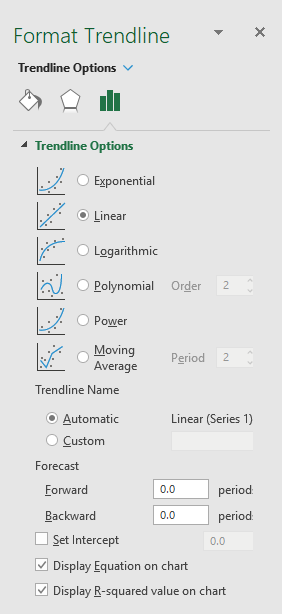 Format Trendline
Trendline Options
Trendline Options
Exponential
Linear
Logarithmic
Polynomial Order 2
Power
Moving Average Period 2
Trendline Name
Automatic Linear (Series 1)
Custom
Forecast
Forward 0.0 period
Backward 0.0 period
Set Intercept 0.0
Display Equation on chart
Display R-squared value on chart